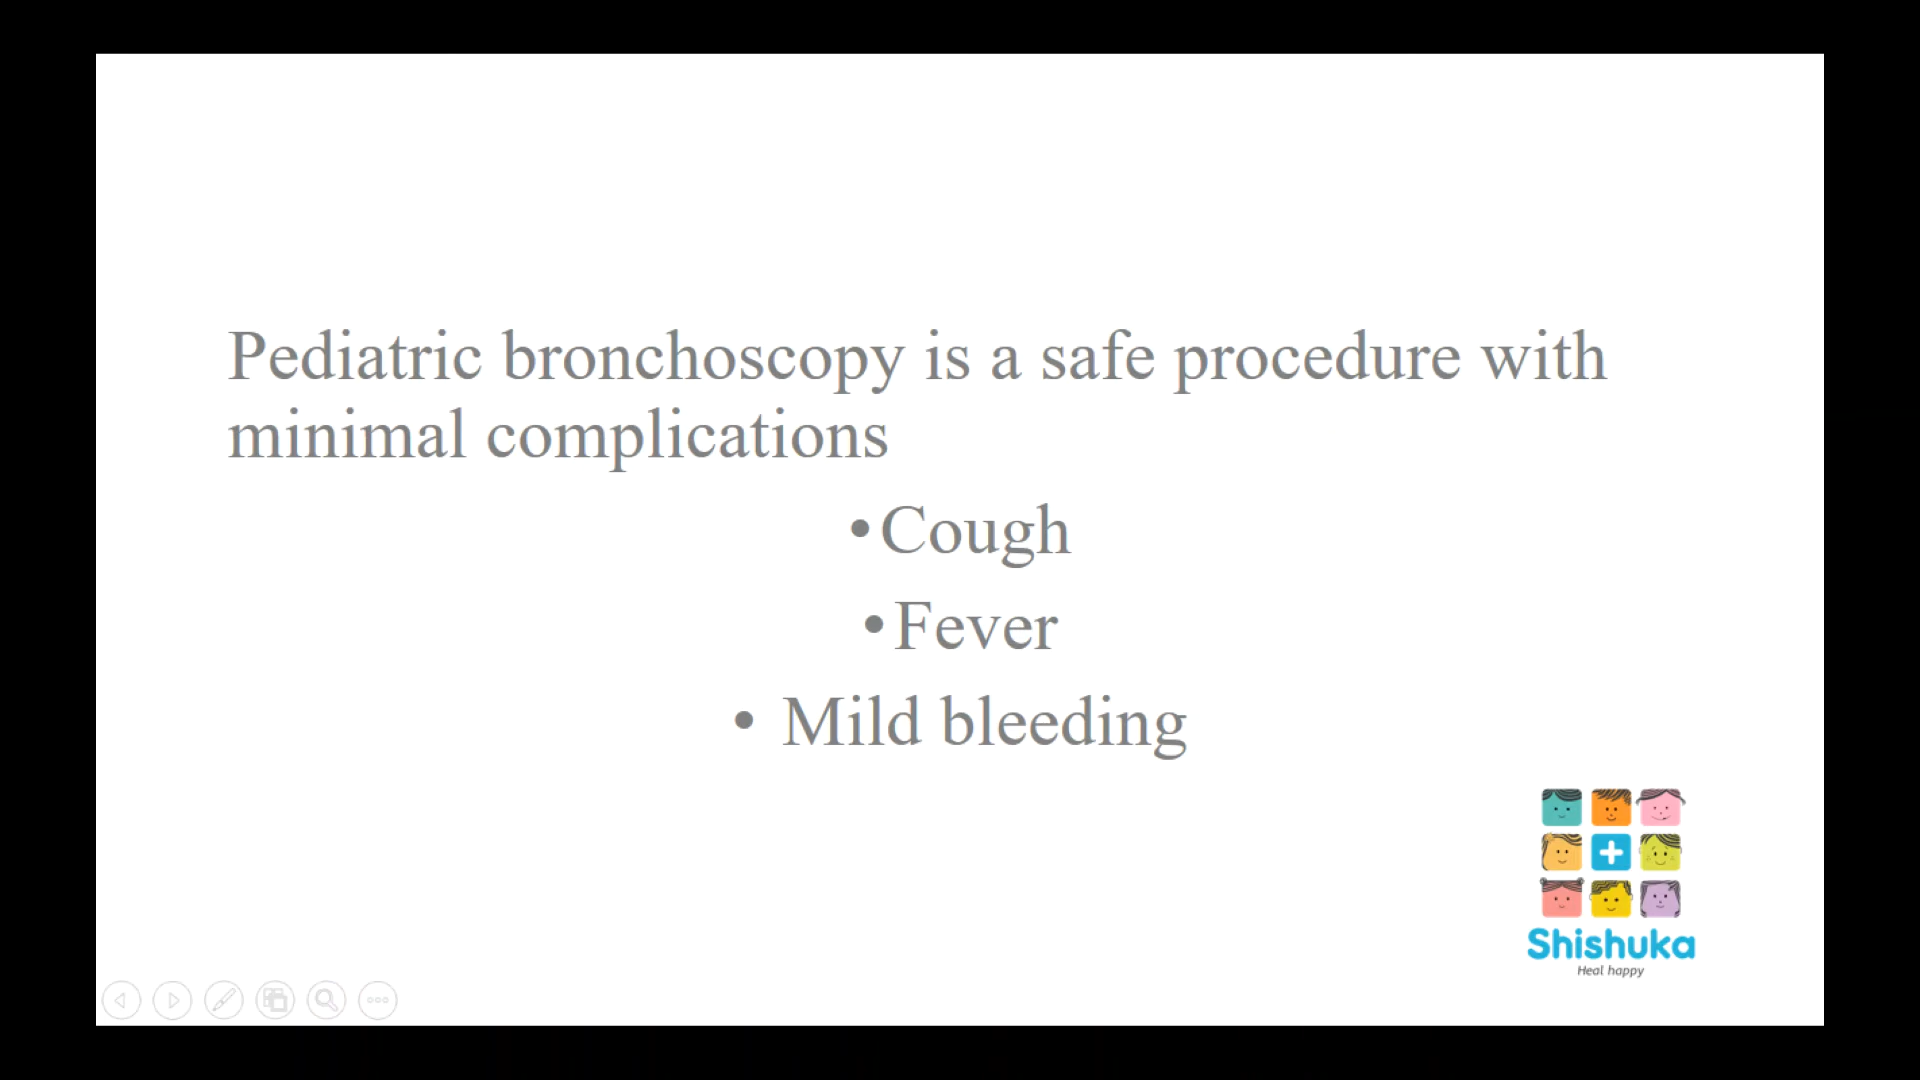 Pediatric bronchoscopy is a safe procedure with
minimal complications
•Cough
•Fever
• Mild bleeding
Shishuka
Heal happy